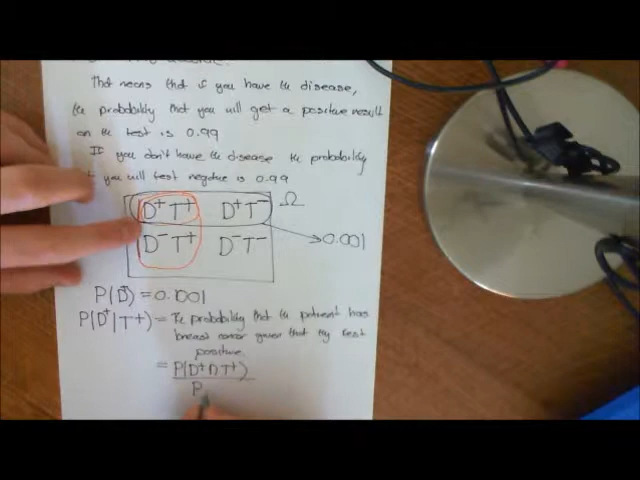 That means that if you have the disease,
the probability that you will get a positive result
on the test is 0.99
If you don't have the disease the probability
you will test negative is 0.99
D⁺ T⁺ D⁺ T⁻ Ω
D⁻ T⁺ D⁻ T⁻ 0.001
P(D⁺) = 0.001
P(D⁺|T⁺) = the probability that the patient has
breast cancer given that they test
positive
= P(D⁺ ∩ T⁺)
P